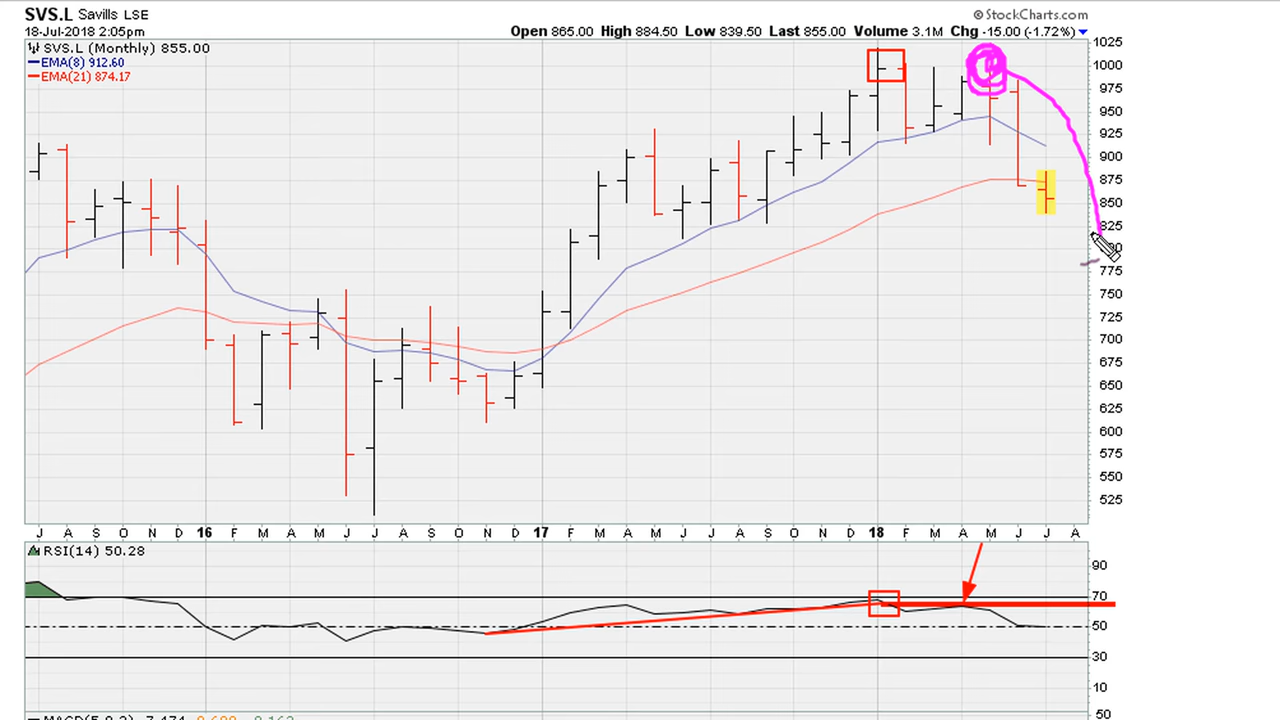 SVS.L Savills LSE
© StockCharts.com
18-Jul-2018 2:05pm
Open 865.00 High 884.50 Low 839.50 Last 855.00 Volume 3.1M Chg -15.00 (-1.72%)
SVS.L (Monthly) 855.00
EMA(8) 912.60
EMA(21) 874.17
1025
1000
975
950
925
900
875
850
825
775
750
725
700
675
650
625
600
575
550
525
J A S O N D 16 F M A M J J A S O N D 17 F M A M J J A S O N D 18 F M A M J J A
RSI(14) 50.28
90
70
50
30
10
50